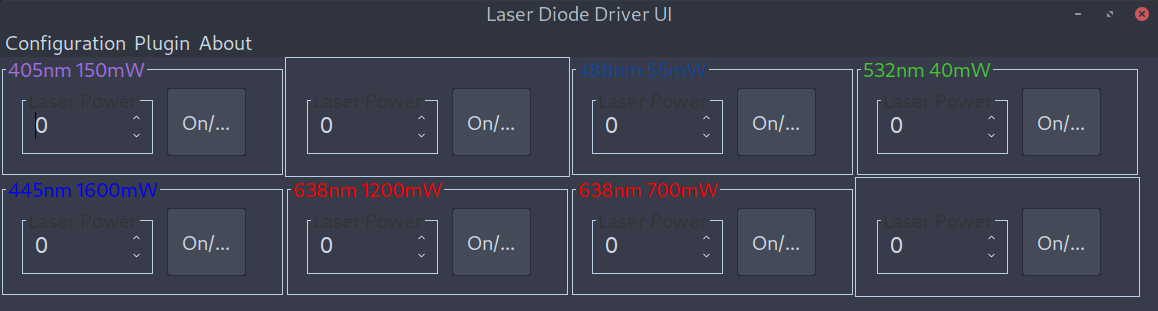 Laser Diode Driver UI
Configuration Plugin About
405nm 150mW
488nm 55mW
532nm 40mW
Laser Power
Laser Power
Laser Power
Laser Power
0
On/...
0
On/...
0
On/...
0
On/...
445nm 1600mW
638nm 1200mW
638nm 700mW
Laser Power
Laser Power
Laser Power
Laser Power
0
On/...
0
On/...
0
On/...
0
On/...